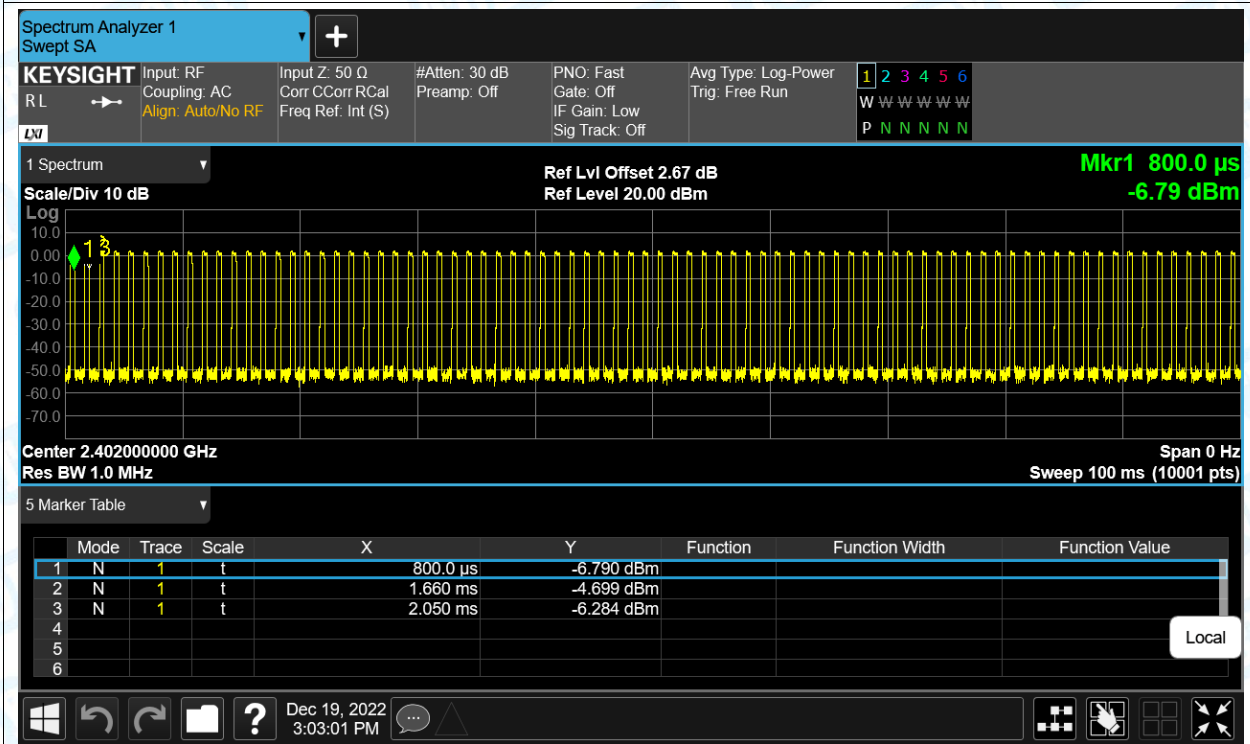 Spectrum Analyzer 1
Swept SA
KEYSIGHT
R L
LXI
Input: RF
Coupling: AC
Align: Auto/No RF
Input Z: 50 Ω
Corr CCorr RCal
Freq Ref: Int (S)
#Atten: 30 dB
Preamp: Off
PNO: Fast
Gate: Off
IF Gain: Low
Sig Track: Off
Avg Type: Log-Power
Trig: Free Run
1 2 3 4 5 6
W W W W W W
P N N N N N
1 Spectrum
Scale/Div 10 dB
Ref Lvl Offset 2.67 dB
Ref Level 20.00 dBm
Mkr1 800.0 µs
-6.79 dBm
Log
10.0
0.00
-10.0
-20.0
-30.0
-40.0
-50.0
-60.0
-70.0
1 3
Center 2.402000000 GHz
Res BW 1.0 MHz
Span 0 Hz
Sweep 100 ms (10001 pts)
5 Marker Table
Mode Trace Scale X Y Function Function Width Function Value
1 N 1 t 800.0 µs -6.790 dBm
2 N 1 t 1.660 ms -4.699 dBm
3 N 1 t 2.050 ms -6.284 dBm
4
5
6
Local
?
Dec 19, 2022
3:03:01 PM